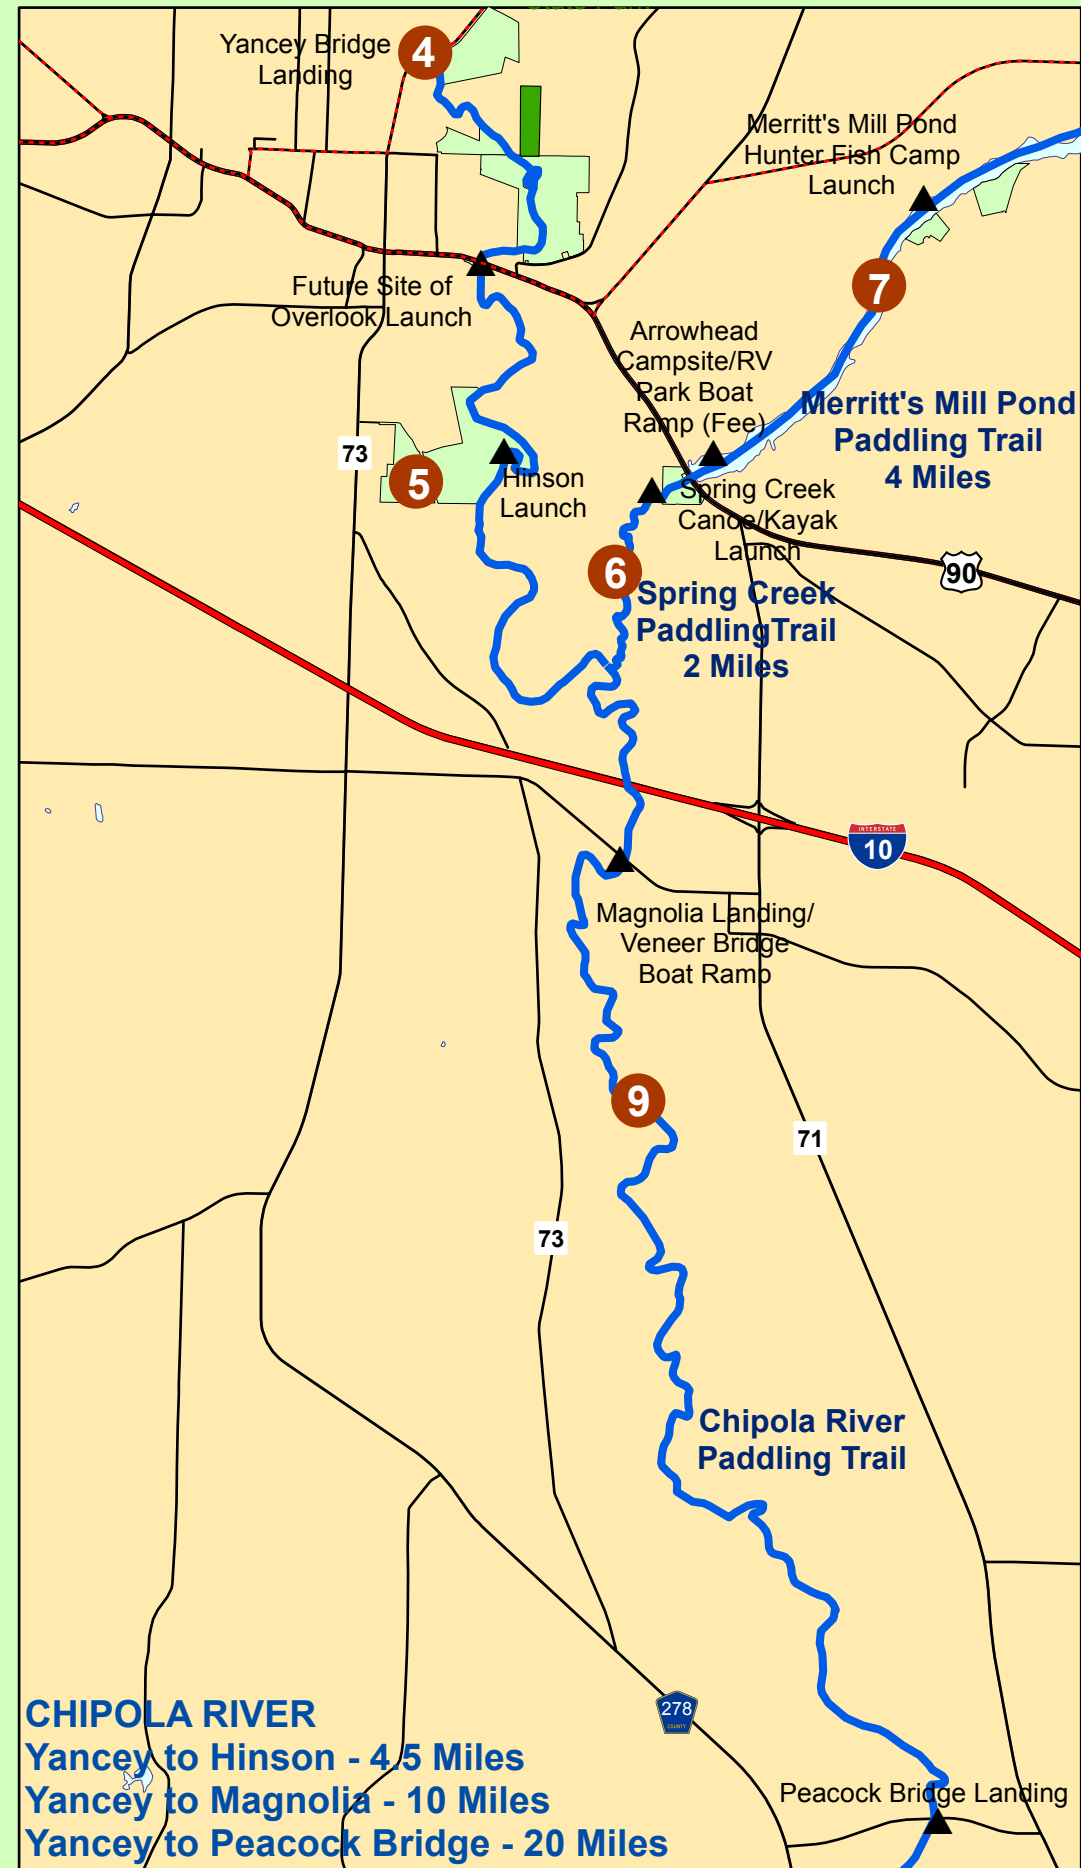 Yancey Bridge
Landing
4
Merritt's Mill Pond
Hunter Fish Camp
Launch
7
Future Site of
Overlook Launch
Arrowhead
Campsite/RV
Park Boat
Ramp (Fee)
Merritt's Mill Pond
Paddling Trail
4 Miles
73
5
Hinson
Launch
Spring Creek
Canoe/Kayak
Launch
90
6
Spring Creek
PaddlingTrail
2 Miles
INTERSTATE
10
Magnolia Landing/
Veneer Bridge
Boat Ramp
9
71
73
Chipola River
Paddling Trail
278
COUNTY
Peacock Bridge Landing
CHIPOLA RIVER
Yancey to Hinson - 4.5 Miles
Yancey to Magnolia - 10 Miles
Yancey to Peacock Bridge - 20 Miles